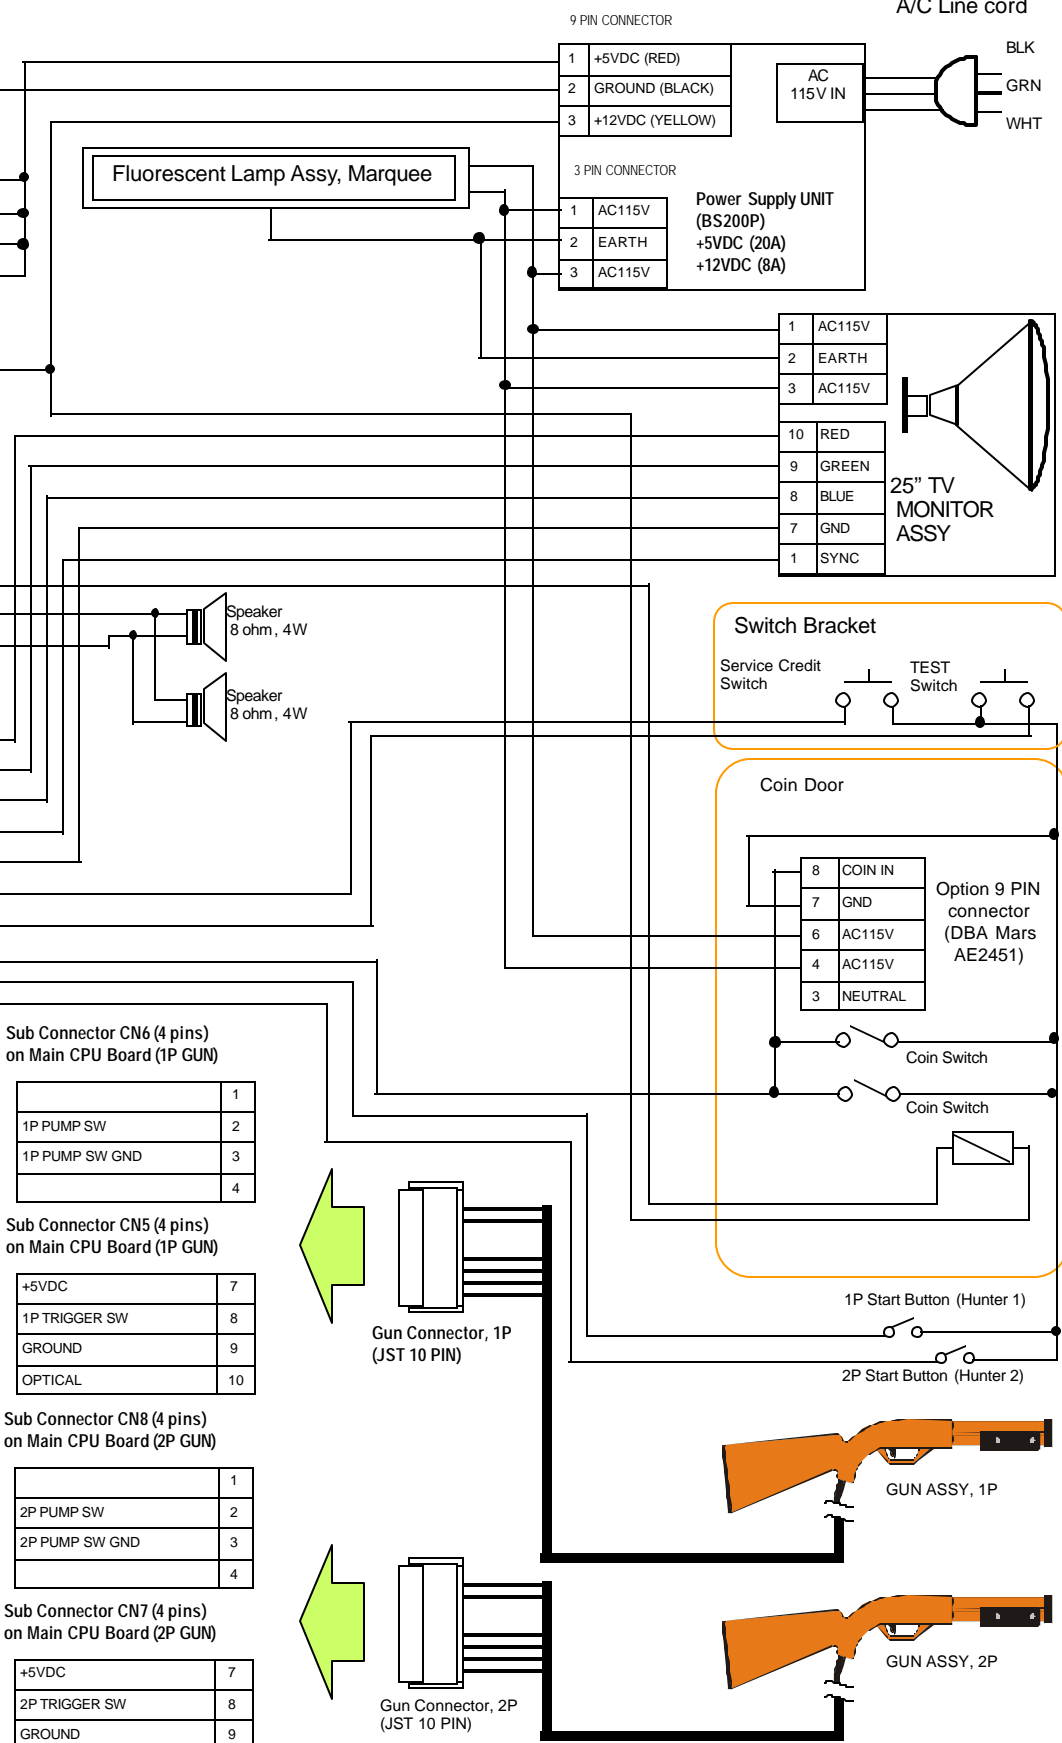 A/C Line cord
9 PIN CONNECTOR
1 +5VDC (RED)
2 GROUND (BLACK)
3 +12VDC (YELLOW)
AC
115V IN
BLK
GRN
WHT
Fluorescent Lamp Assy, Marquee
3 PIN CONNECTOR
1 AC115V
2 EARTH
3 AC115V
Power Supply UNIT
(BS200P)
+5VDC (20A)
+12VDC (8A)
1 AC115V
2 EARTH
3 AC115V
10 RED
9 GREEN
8 BLUE
7 GND
1 SYNC
25” TV
MONITOR
ASSY
Speaker
8 ohm, 4W
Speaker
8 ohm, 4W
Switch Bracket
Service Credit
Switch
TEST
Switch
Coin Door
8 COIN IN
7 GND
6 AC115V
4 AC115V
3 NEUTRAL
Option 9 PIN
connector
(DBA Mars
AE2451)
Coin Switch
Coin Switch
Sub Connector CN6 (4 pins)
on Main CPU Board (1P GUN)
1
1P PUMP SW 2
1P PUMP SW GND 3
4
Sub Connector CN5 (4 pins)
on Main CPU Board (1P GUN)
+5VDC 7
1P TRIGGER SW 8
GROUND 9
OPTICAL 10
Gun Connector, 1P
(JST 10 PIN)
1P Start Button (Hunter 1)
2P Start Button (Hunter 2)
Sub Connector CN8 (4 pins)
on Main CPU Board (2P GUN)
1
2P PUMP SW 2
2P PUMP SW GND 3
4
GUN ASSY, 1P
Sub Connector CN7 (4 pins)
on Main CPU Board (2P GUN)
+5VDC 7
2P TRIGGER SW 8
GROUND 9
Gun Connector, 2P
(JST 10 PIN)
GUN ASSY, 2P